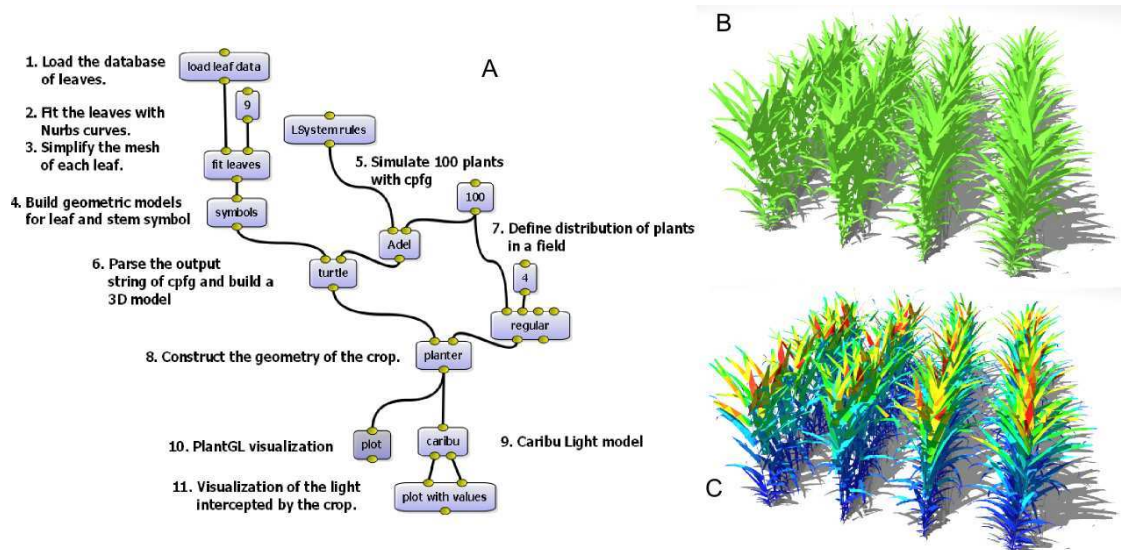 A
B
1. Load the database
of leaves.
load leaf data
2. Fit the leaves with
Nurbs curves.
9
3. Simplify the mesh
of each leaf.
fit leaves
LSystem rules
5. Simulate 100 plants
with cpfg
4. Build geometric models
for leaf and stem symbol
symbols
100
7. Define distribution of plants
in a field
Adel
6. Parse the output
string of cpfg and build a
3D model
turtle
4
regular
8. Construct the geometry of the crop.
planter
10. PlantGL visualization
plot
caribu
9. Caribu Light model
11. Visualization of the light
intercepted by the crop.
plot with values
C